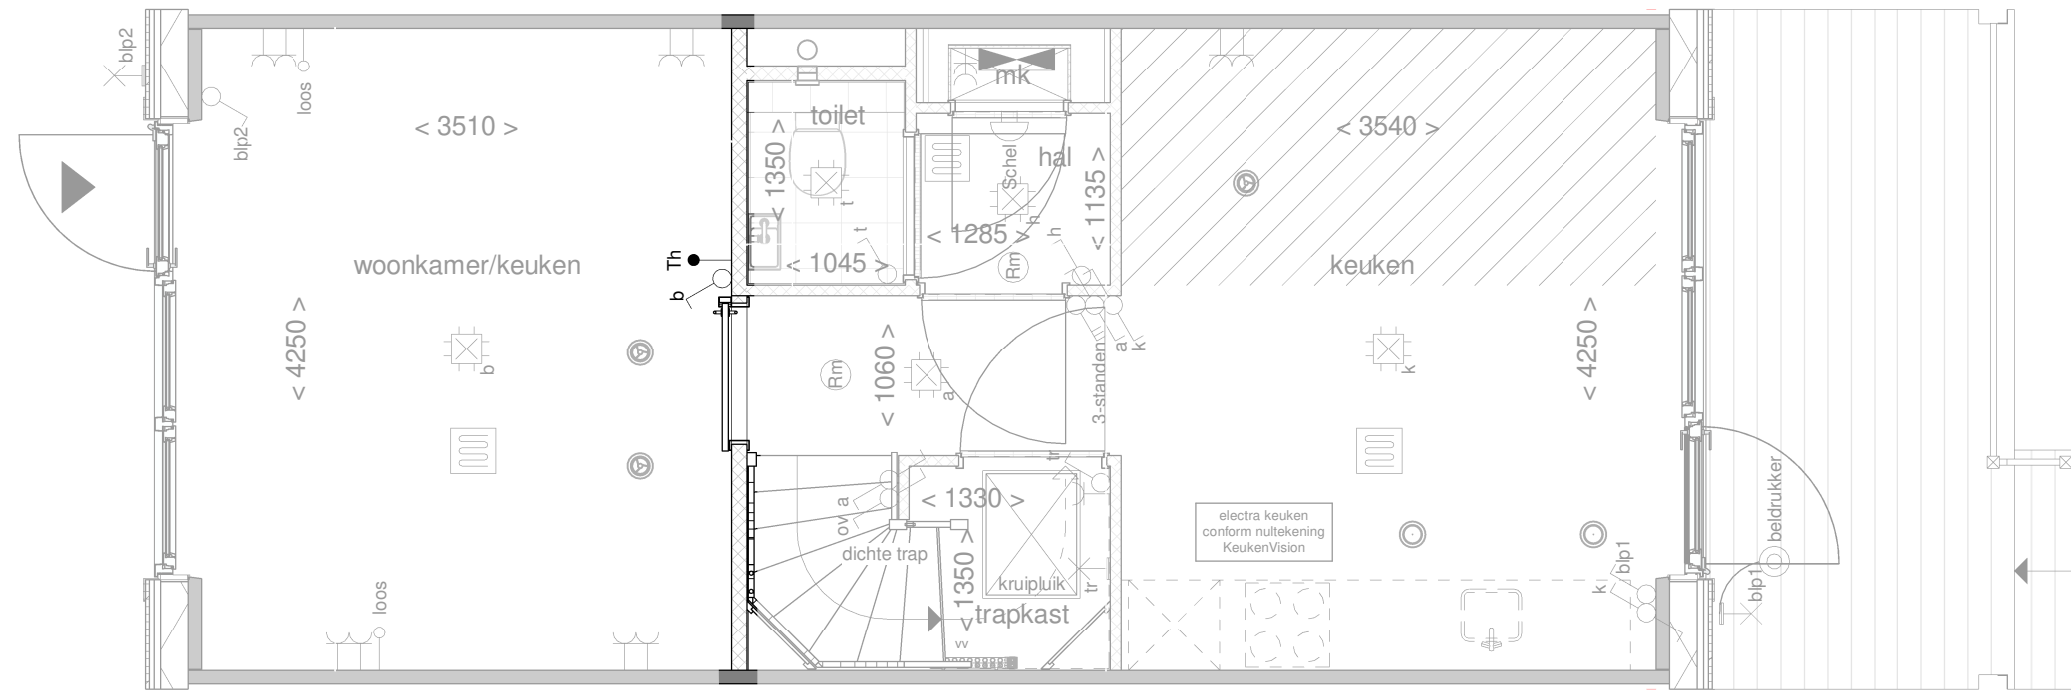 blp2
blp2
loos
< 3510 >
woonkamer/keuken
< 4250 >
b
loos
Th
b
toilet
< 1350 >
t
t
< 1045 >
mk
Schel
hal
h
< 1135 >
< 1285 >
Rm
h
< 3540 >
keuken
Rm
< 1060 >
a
3-standen
a
k
k
< 4250 >
tr
a
ov
< 1330 >
dichte trap
< 1350 >
kruipluik
tr
trapkast
vv
electra keuken
conform nultekening
KeukenVision
k
blp1
beldrukker
blp1